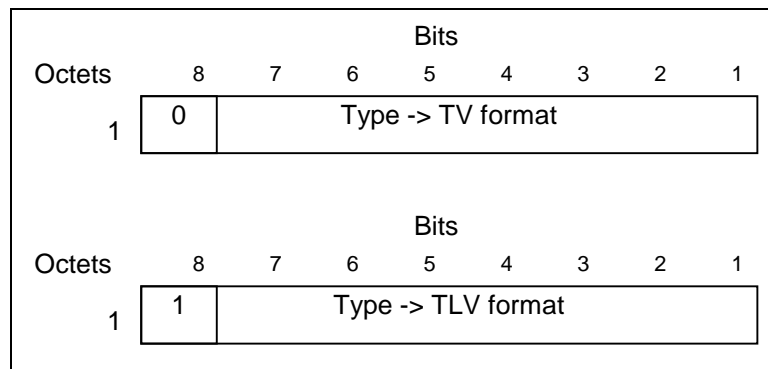 Bits
Octets 8 7 6 5 4 3 2 1
1 0 Type -> TV format
Bits
Octets 8 7 6 5 4 3 2 1
1 1 Type -> TLV format